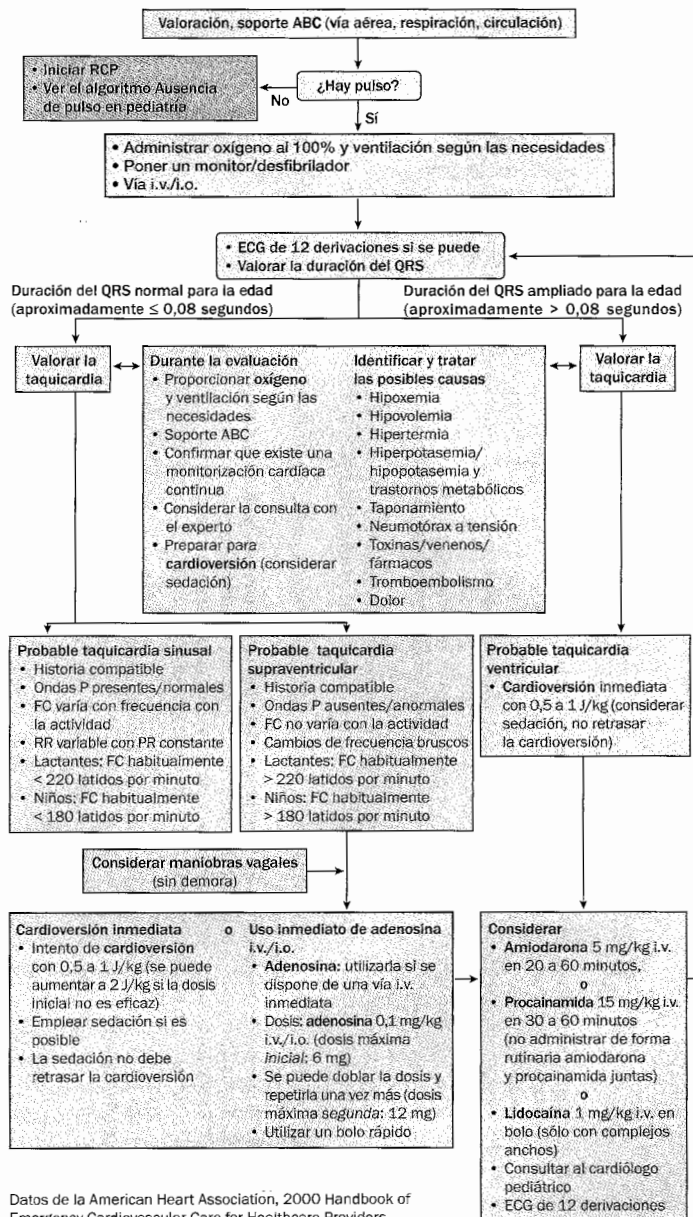 Valoración, soporte ABC (vía aérea, respiración, circulación)
¿Hay pulso?
No
• Iniciar RCP
• Ver el algoritmo Ausencia
de pulso en pediatría
Sí
• Administrar oxígeno al 100% y ventilación según las necesidades
• Poner un monitor/desfibrilador
• Vía i.v./i.o.
• ECG de 12 derivaciones si se puede
• Valorar la duración del QRS
Duración del QRS normal para la edad
(aproximadamente ≤ 0,08 segundos)
Duración del QRS ampliado para la edad
(aproximadamente > 0,08 segundos)
Valorar la
taquicardia
Durante la evaluación
• Proporcionar oxígeno
y ventilación según las
necesidades
• Soporte ABC
• Confirmar que existe una
monitorización cardíaca
continua
• Considerar la consulta con
el experto
• Preparar para
cardioversión (considerar
sedación)
Identificar y tratar
las posibles causas
• Hipoxemia
• Hipovolemia
• Hipertermia
• Hiperpotasemia/
hipopotasemia y
trastornos metabólicos
• Taponamiento
• Neumotórax a tensión
• Toxinas/venenos/
fármacos
• Tromboembolismo
• Dolor
Valorar la
taquicardia
Probable taquicardia sinusal
• Historia compatible
• Ondas P presentes/normales
• FC varía con frecuencia con
la actividad
• RR variable con PR constante
• Lactantes: FC habitualmente
< 220 latidos por minuto
• Niños: FC habitualmente
< 180 latidos por minuto
Probable taquicardia
supraventricular
• Historia compatible
• Ondas P ausentes/anormales
• FC no varía con la actividad
• Cambios de frecuencia bruscos
• Lactantes: FC habitualmente
> 220 latidos por minuto
• Niños: FC habitualmente
> 180 latidos por minuto
Probable taquicardia
ventricular
• Cardioversión inmediata
con 0,5 a 1 J/kg (considerar
sedación, no retrasar
la cardioversión)
Considerar maniobras vagales
(sin demora)
Cardioversión inmediata
• Intento de cardioversión
con 0,5 a 1 J/kg (se puede
aumentar a 2 J/kg si la dosis
inicial no es eficaz)
• Emplear sedación si es
posible
• La sedación no debe
retrasar la cardioversión
o
Uso inmediato de adenosina
i.v./i.o.
• Adenosina: utilizarla si se
dispone de una vía i.v.
inmediata
• Dosis: adenosina 0,1 mg/kg
i.v./i.o. (dosis máxima
inicial: 6 mg)
• Se puede doblar la dosis y
repetirla una vez más (dosis
máxima segunda: 12 mg)
• Utilizar un bolo rápido
Considerar
• Amiodarona 5 mg/kg i.v.
en 20 a 60 minutos,
o
• Procainamida 15 mg/kg i.v.
en 30 a 60 minutos
(no administrar de forma
rutinaria amiodarona
y procainamida juntas)
o
• Lidocaína 1 mg/kg i.v. en
bolo (sólo con complejos
anchos)
• Consultar al cardiólogo
pediátrico
• ECG de 12 derivaciones
Datos de la American Heart Association, 2000 Handbook of
Emergency Cardiovascular Care for Healthcare Providers